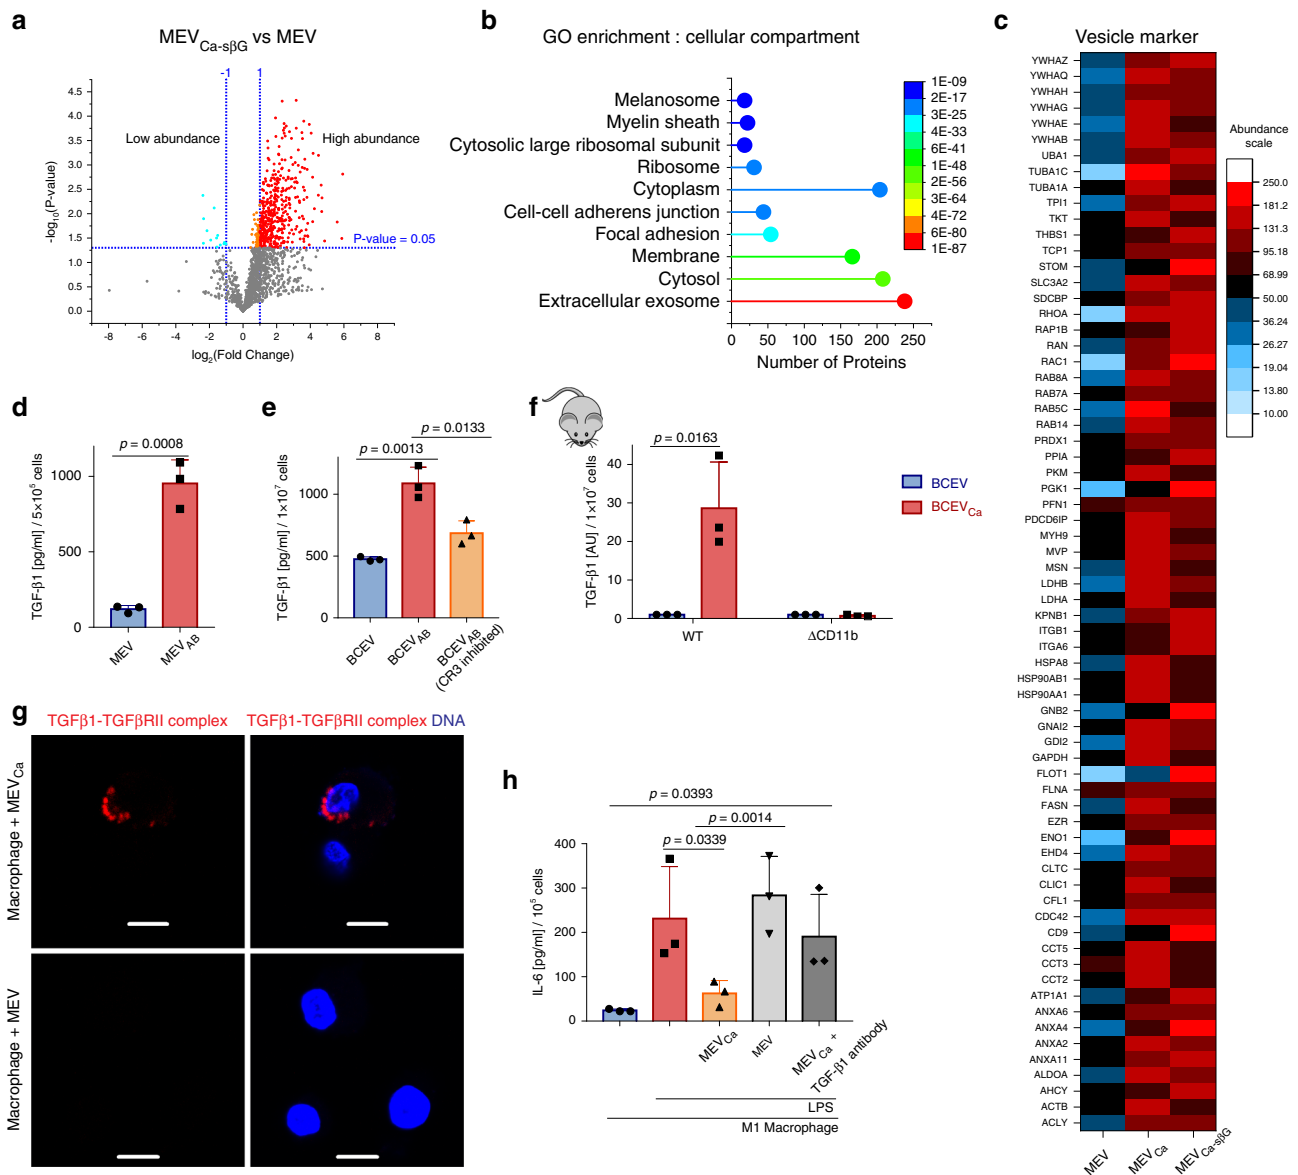 a
MEV Ca-sβG vs MEV
-1 1
Low abundance
High abundance
P-value = 0.05
4.5
4.0
3.5
3.0
2.5
2.0
1.5
1.0
0.5
0.0
-log10(P-value)
-8 -6 -4 -2 0 2 4 6 8
log2(Fold Change)
b
GO enrichment : cellular compartment
Melanosome
Myelin sheath
Cytosolic large ribosomal subunit
Ribosome
Cytoplasm
Cell-cell adherens junction
Focal adhesion
Membrane
Cytosol
Extracellular exosome
0 50 100 150 200 250
Number of Proteins
1E-09
2E-17
3E-25
4E-33
6E-41
1E-48
2E-56
3E-64
4E-72
6E-80
1E-87
c
Vesicle marker
YWHAZ
YWHAQ
YWHAH
YWHAG
YWHAE
YWHAB
UBA1
TUBA1C
TUBA1A
TPI1
TKT
THBS1
TCP1
STOM
SLC3A2
SDCBP
RHOA
RAP1B
RAN
RAC1
RAB8A
RAB7A
RAB5C
RAB14
PRDX1
PPIA
PKM
PGK1
PFN1
PDCD6IP
MYH9
MVP
MSN
LDHB
LDHA
KPNB1
ITGB1
ITGA6
HSPA8
HSP90AB1
HSP90AA1
GNB2
GNAI2
GDI2
GAPDH
FLOT1
FLNA
FASN
EZR
ENO1
EHD4
CLTC
CLIC1
CFL1
CDC42
CD9
CCT5
CCT3
CCT2
ATP1A1
ANXA6
ANXA4
ANXA2
ANXA11
ALDOA
AHCY
ACTB
ACLY
MEV
MEV Ca
MEV Ca-sβG
Abundance
scale
250.0
181.2
131.3
95.18
68.99
50.00
36.24
26.27
19.04
13.80
10.00
d
p = 0.0008
TGF-β1 [pg/ml] / 5×10⁵ cells
1000
500
0
MEV
MEV AB
e
p = 0.0133
p = 0.0013
TGF-β1 [pg/ml] / 1×10⁷ cells
1000
500
0
BCEV
BCEV AB
BCEV AB
(CR3 inhibited)
f
p = 0.0163
TGF-β1 [AU] / 1×10⁷ cells
40
30
20
10
0
WT
ΔCD11b
BCEV
BCEV Ca
g
TGFβ1-TGFβRII complex
TGFβ1-TGFβRII complex DNA
Macrophage + MEV Ca
Macrophage + MEV
h
p = 0.0393
p = 0.0014
p = 0.0339
IL-6 [pg/ml] / 10⁵ cells
400
300
200
100
0
MEV Ca
MEV
MEV Ca +
TGF-β1 antibody
LPS
M1 Macrophage